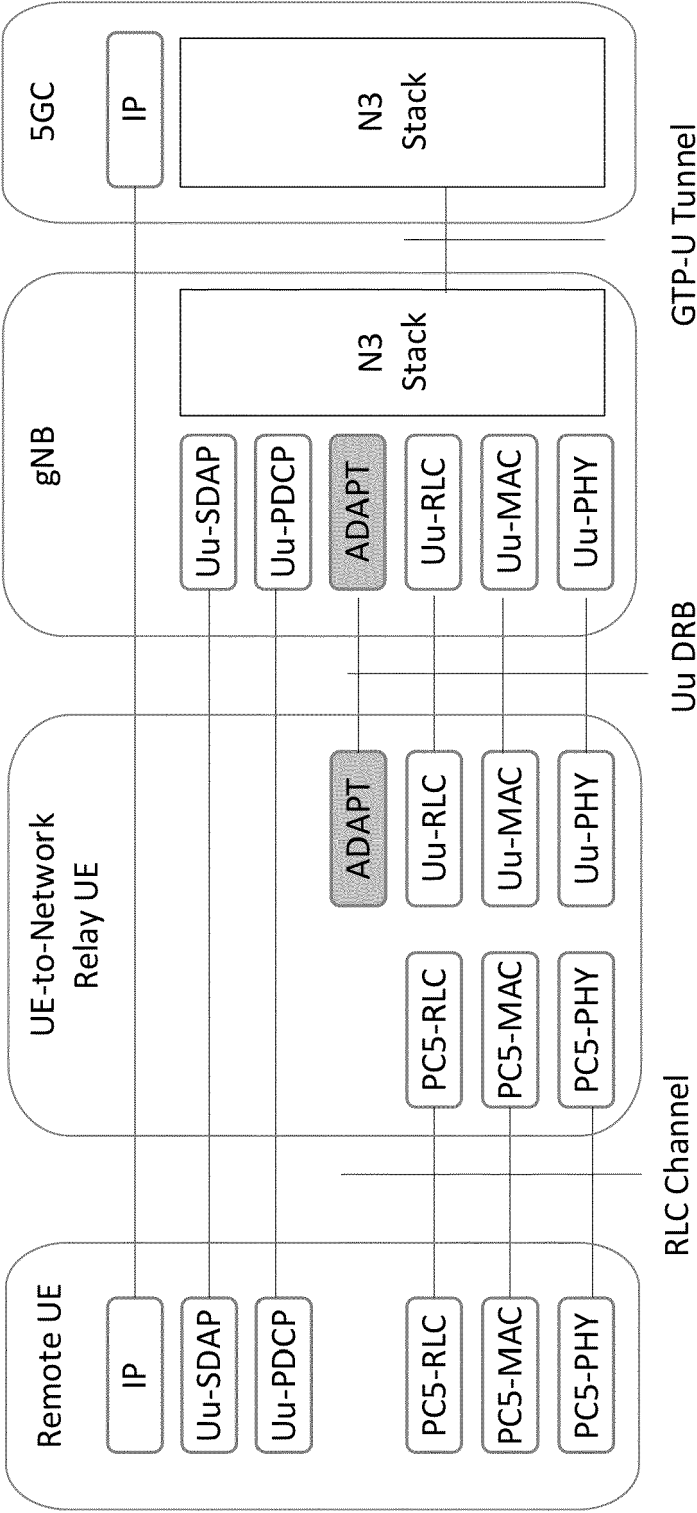 Remote UE
IP
Uu-SDAP
Uu-PDCP
PC5-RLC
PC5-MAC
PC5-PHY
RLC Channel
UE-to-Network
Relay UE
PC5-RLC
PC5-MAC
PC5-PHY
ADAPT
Uu-RLC
Uu-MAC
Uu-PHY
Uu DRB
gNB
Uu-SDAP
Uu-PDCP
ADAPT
Uu-RLC
Uu-MAC
Uu-PHY
N3
Stack
GTP-U Tunnel
5GC
IP
N3
Stack